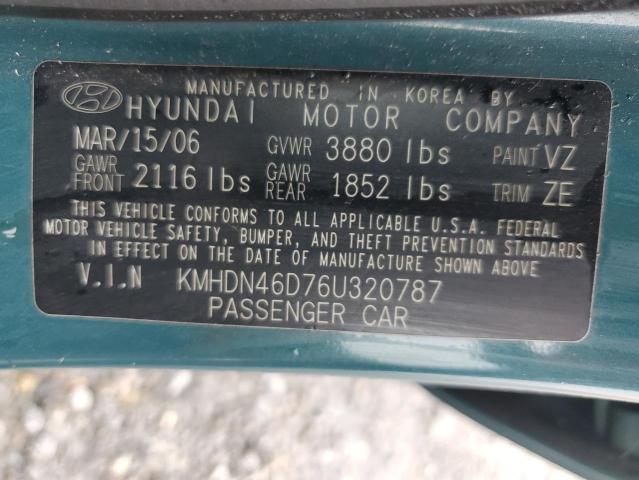 MANUFACTURED IN KOREA BY
HYUNDAI MOTOR COMPANY
MAR/15/06 GVWR 3880 lbs PAINT VZ
GAWR FRONT 2116 lbs GAWR REAR 1852 lbs TRIM ZE
THIS VEHICLE CONFORMS TO ALL APPLICABLE U.S.A. FEDERAL
MOTOR VEHICLE SAFETY, BUMPER, AND THEFT PREVENTION STANDARDS
IN EFFECT ON THE DATE OF MANUFACTURE SHOWN ABOVE
V.I.N KMHDN46D76U320787
PASSENGER CAR